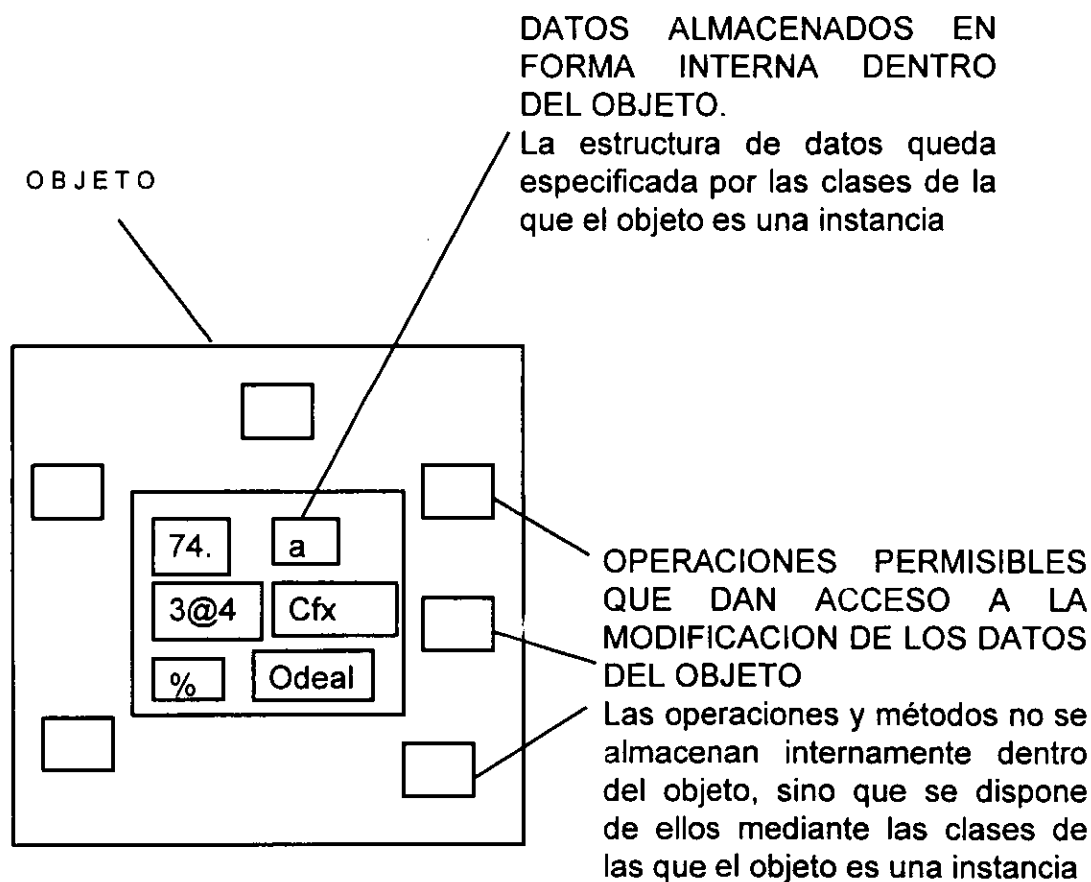 DATOS ALMACENADOS EN
FORMA INTERNA DENTRO
DEL OBJETO.
La estructura de datos queda
especificada por las clases de la
que el objeto es una instancia
OBJETO
74.
a
3@4
Cfx
%
Odeal
OPERACIONES PERMISIBLES
QUE DAN ACCESO A LA
MODIFICACION DE LOS DATOS
DEL OBJETO
Las operaciones y métodos no se
almacenan internamente dentro
del objeto, sino que se dispone
de ellos mediante las clases de
las que el objeto es una instancia